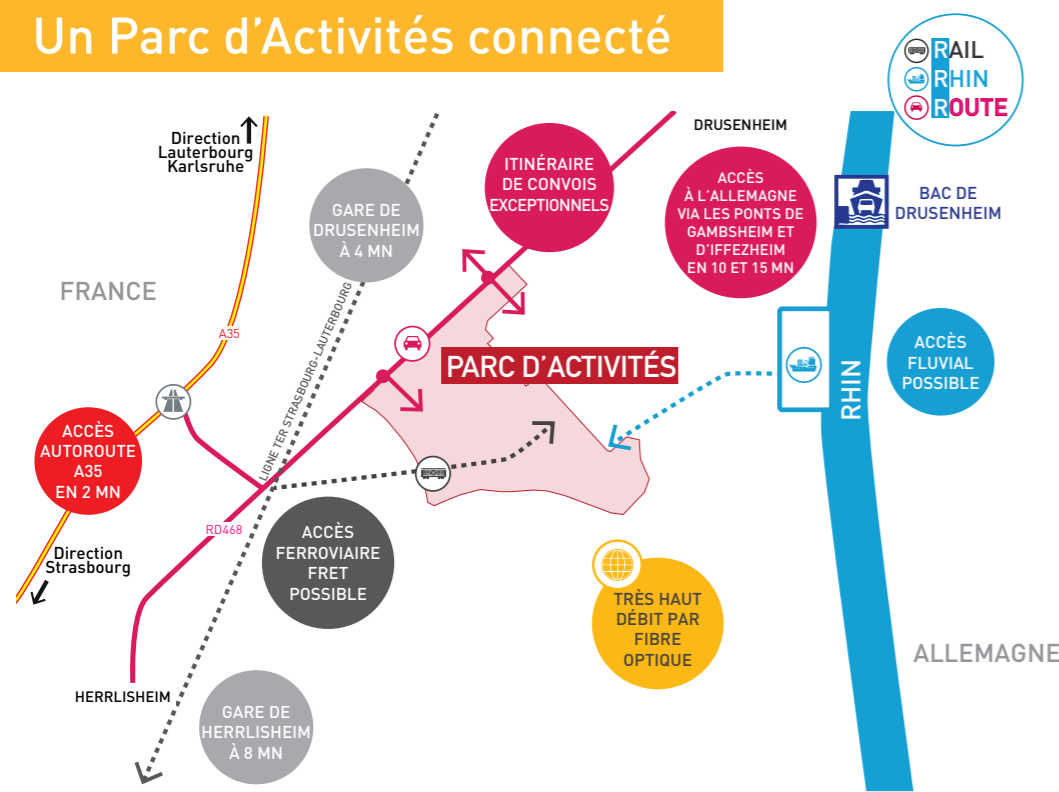 Un Parc d'Activités connecté
RAIL
RHIN
ROUTE
Direction
Lauterbourg
Karlsruhe
ITINÉRAIRE
DE CONVOIS
EXCEPTIONNELS
DRUSENHEIM
ACCÈS
À L'ALLEMAGNE
VIA LES PONTS DE
GAMBSHEIM ET
D'IFFEZHEIM
EN 10 ET 15 MN
BAC DE
DRUSENHEIM
GARE DE
DRUSENHEIM
À 4 MN
FRANCE
A35
LIGNE TER STRASBOURG-LAUTERBOURG
PARC D'ACTIVITÉS
RHIN
ACCÈS
FLUVIAL
POSSIBLE
ACCÈS
AUTOROUTE
A35
EN 2 MN
RD468
Direction
Strasbourg
ACCÈS
FERROVIAIRE
FRET
POSSIBLE
TRÈS HAUT
DÉBIT PAR
FIBRE
OPTIQUE
ALLEMAGNE
HERRLISHEIM
GARE DE
HERRLISHEIM
À 8 MN